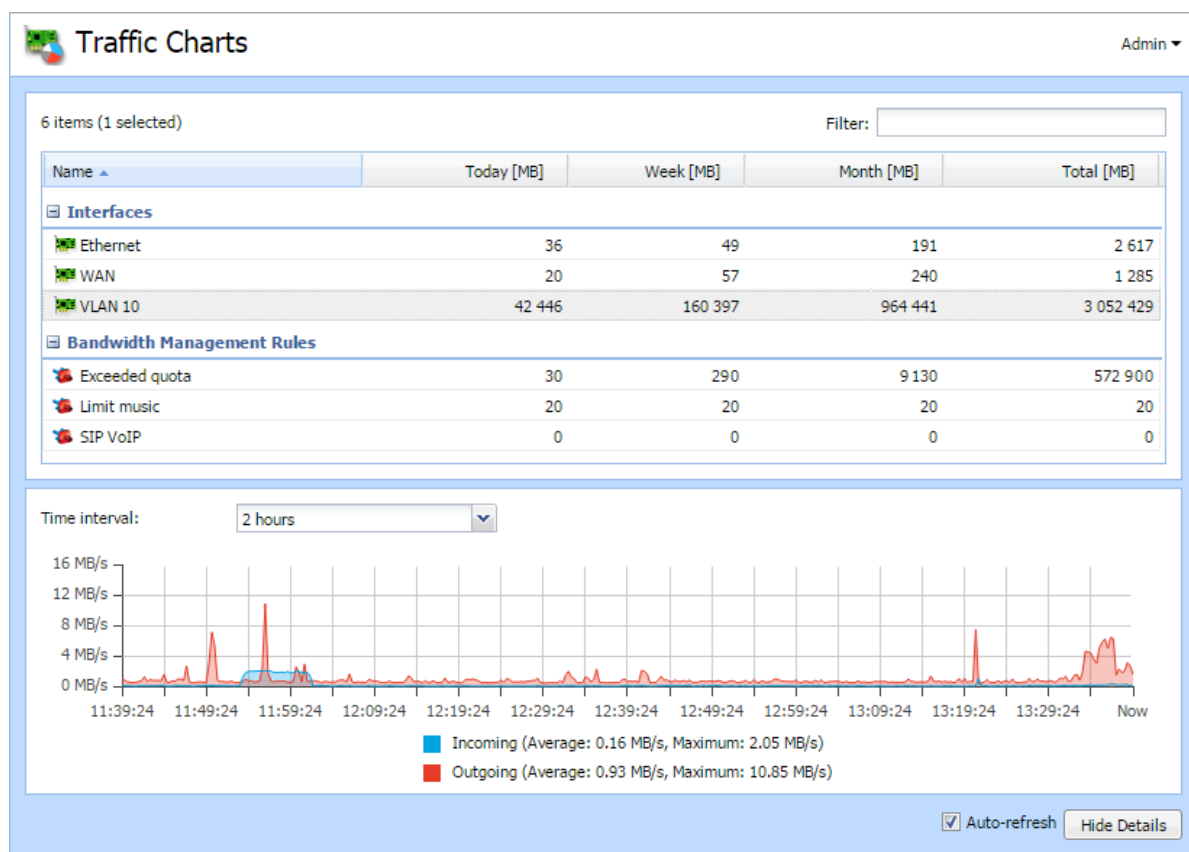 Traffic Charts
Admin
6 items (1 selected) Filter:
Name Today [MB] Week [MB] Month [MB] Total [MB]
Interfaces
Ethernet 36 49 191 2 617
WAN 20 57 240 1 285
VLAN 10 42 446 160 397 964 441 3 052 429
Bandwidth Management Rules
Exceeded quota 30 290 9 130 572 900
Limit music 20 20 20 20
SIP VoIP 0 0 0 0
Time interval: 2 hours
16 MB/s
12 MB/s
8 MB/s
4 MB/s
0 MB/s
11:39:24 11:49:24 11:59:24 12:09:24 12:19:24 12:29:24 12:39:24 12:49:24 12:59:24 13:09:24 13:19:24 13:29:24 Now
Incoming (Average: 0.16 MB/s, Maximum: 2.05 MB/s)
Outgoing (Average: 0.93 MB/s, Maximum: 10.85 MB/s)
Auto-refresh Hide Details